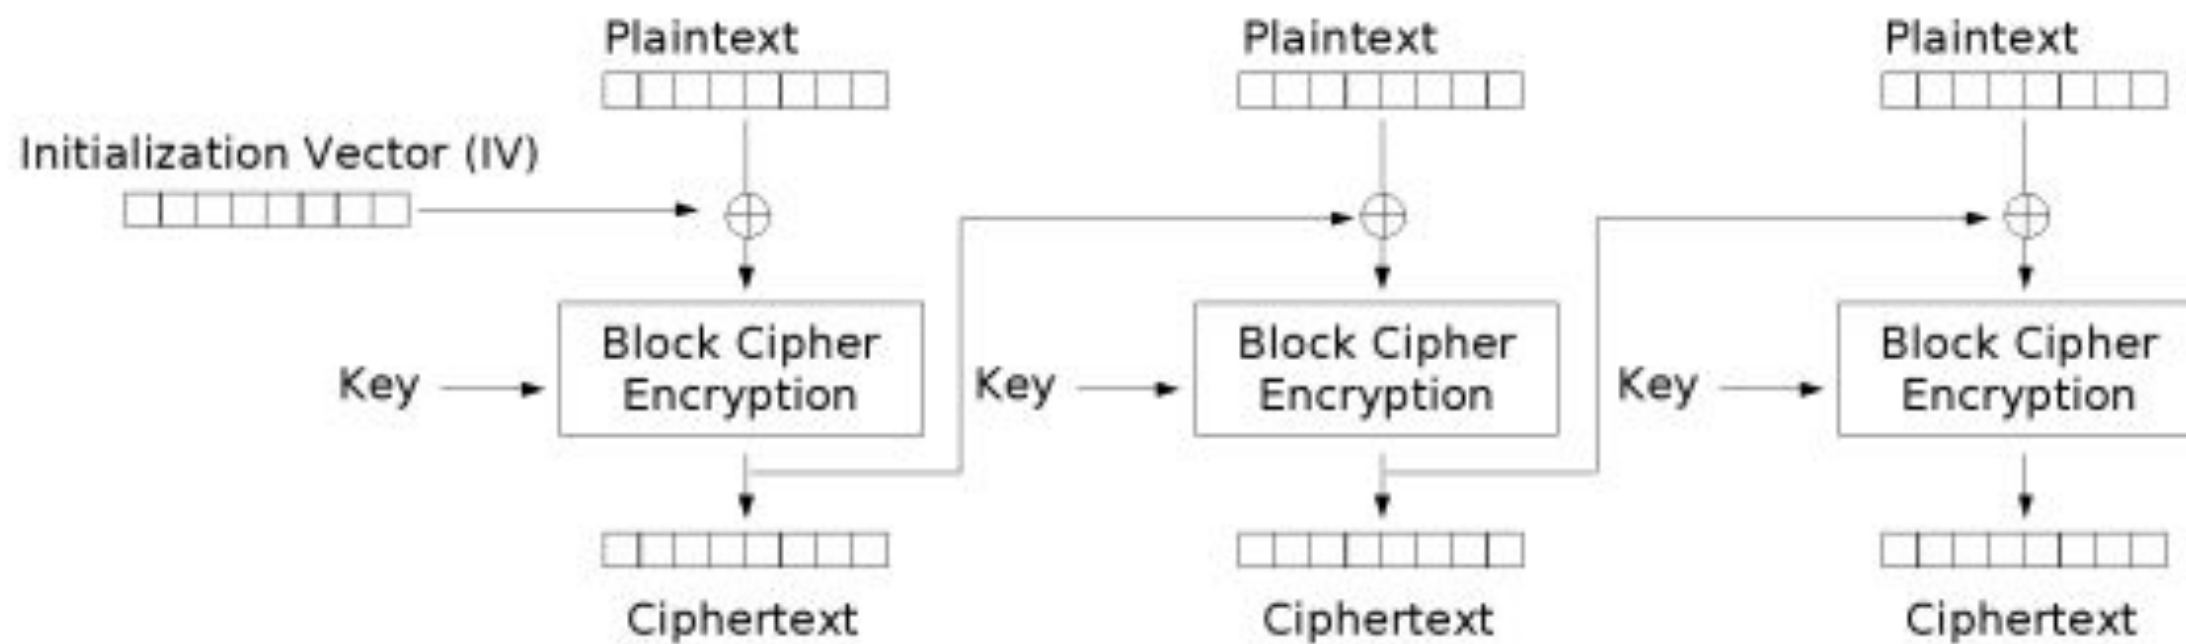 Plaintext
Plaintext
Plaintext
Initialization Vector (IV)
Block Cipher
Encryption
Block Cipher
Encryption
Block Cipher
Encryption
Key
Key
Key
Ciphertext
Ciphertext
Ciphertext